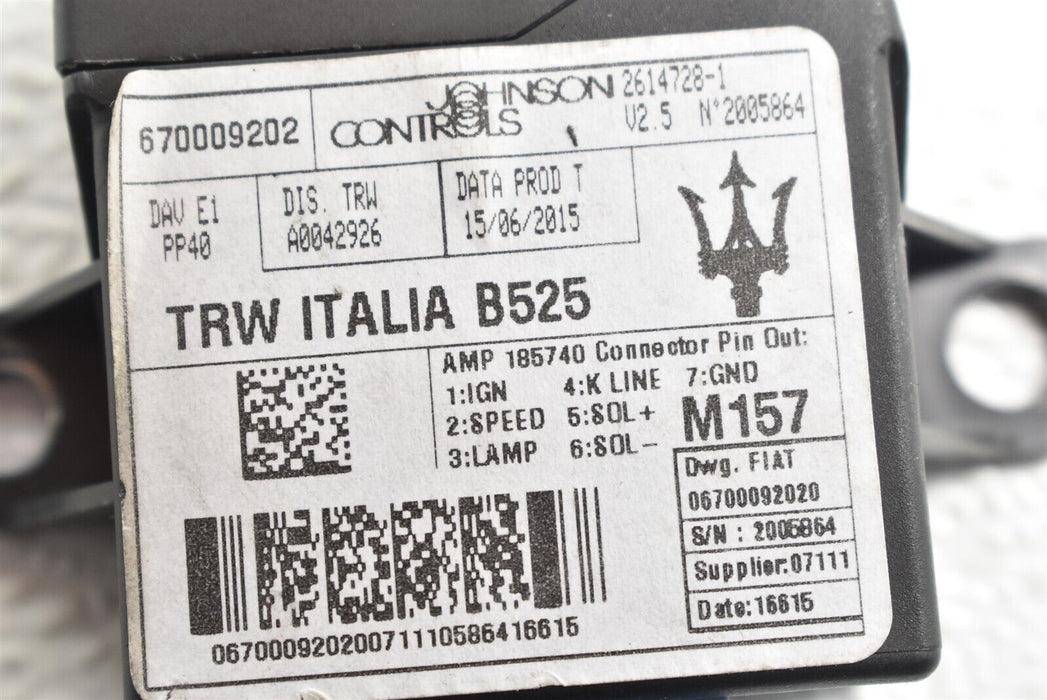 670009202
JOHNSON
CONTROLS
2614728-1
V2.5 N°2005864
DAV E1
PP40
DIS. TRW
A0042926
DATA PROD T
15/06/2015
TRW ITALIA B525
AMP 185740 Connector Pin Out:
1:IGN 4:K LINE 7:GND
2:SPEED 5:SOL+
3:LAMP 6:SOL-
M157
Dwg. FIAT
06700092020
S/N : 2005864
Supplier:07111
Date:16615
06700092020071110586416615